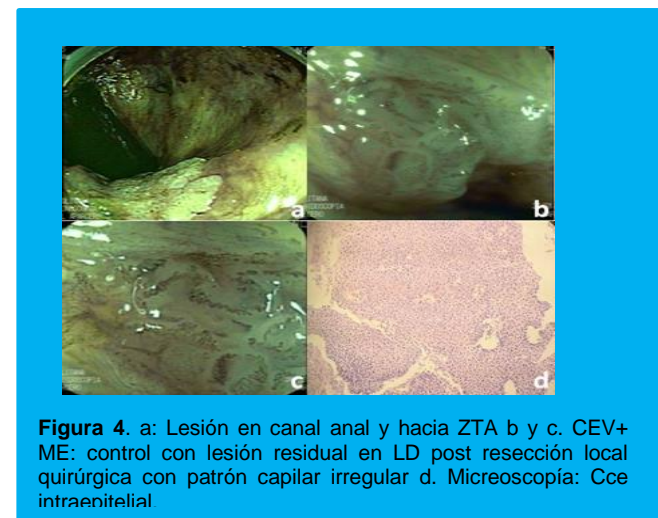 a
b
c
d
Figura 4. a: Lesión en canal anal y hacia ZTA b y c. CEV+
ME: control con lesión residual en LD post resección local
quirúrgica con patrón capilar irregular d. Micreoscopía: Cce
intraepitelial.